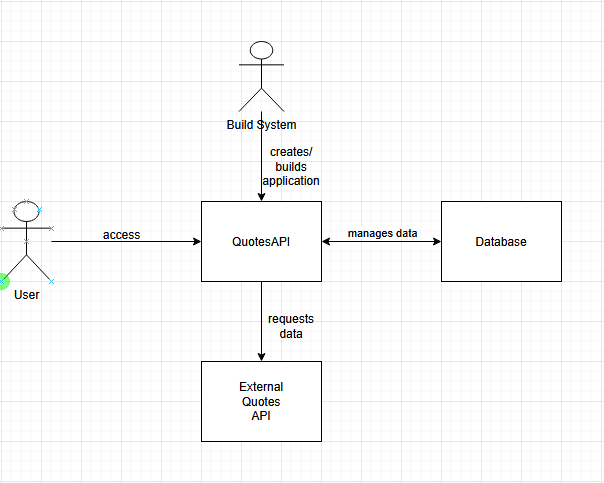 Build System
creates/
builds
application
access
QuotesAPI
manages data
Database
User
requests
data
External
Quotes
API